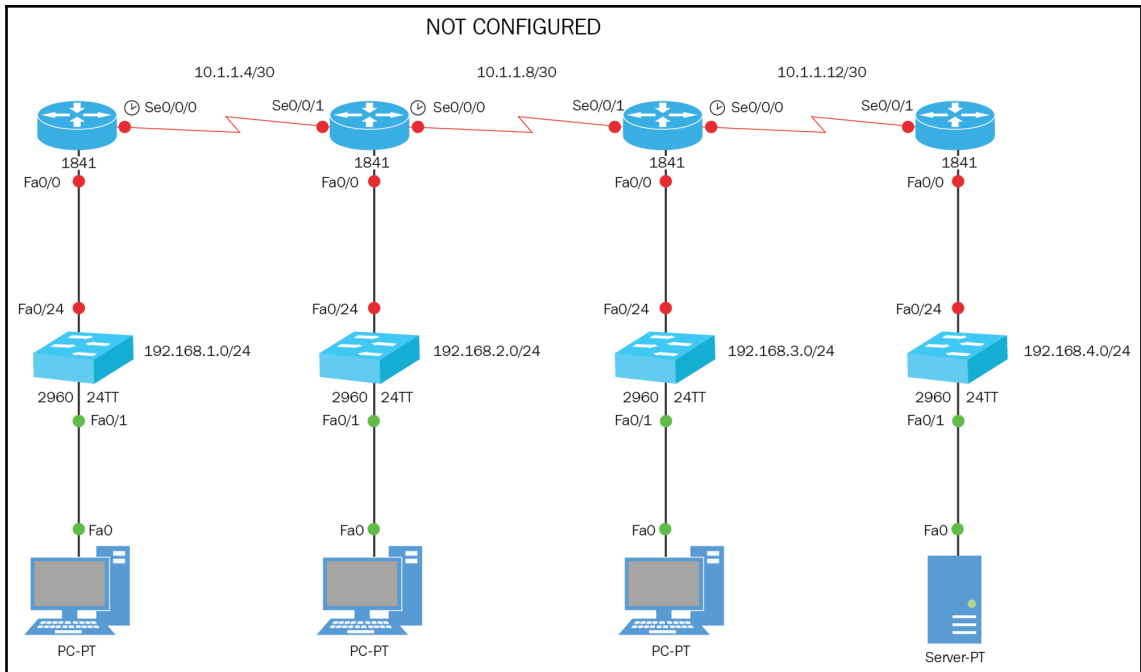 NOT CONFIGURED
10.1.1.4/30 10.1.1.8/30 10.1.1.12/30
Se0/0/0 Se0/0/1 Se0/0/0 Se0/0/1 Se0/0/0 Se0/0/1
1841 1841 1841 1841
Fa0/0 Fa0/0 Fa0/0 Fa0/0
Fa0/24 Fa0/24 Fa0/24 Fa0/24
192.168.1.0/24 192.168.2.0/24 192.168.3.0/24 192.168.4.0/24
2960 24TT 2960 24TT 2960 24TT 2960 24TT
Fa0/1 Fa0/1 Fa0/1 Fa0/1
Fa0 Fa0 Fa0 Fa0
PC-PT PC-PT PC-PT Server-PT